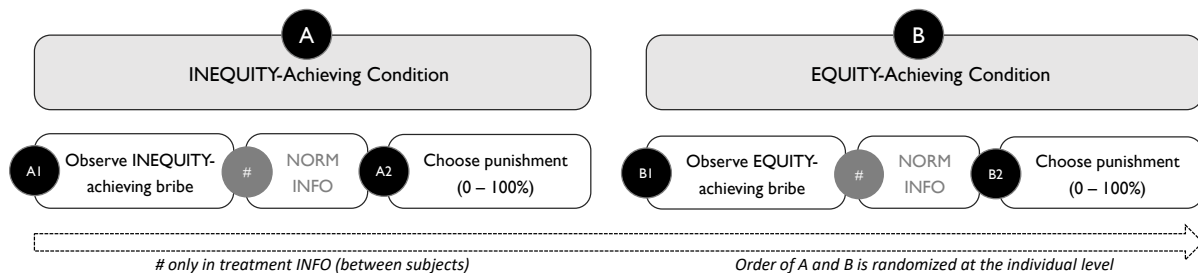 A
INEQUITY-Achieving Condition
A1
Observe INEQUITY-
achieving bribe
#
NORM
INFO
A2
Choose punishment
(0 – 100%)
B
EQUITY-Achieving Condition
B1
Observe EQUITY-
achieving bribe
#
NORM
INFO
B2
Choose punishment
(0 – 100%)
# only in treatment INFO (between subjects)
Order of A and B is randomized at the individual level